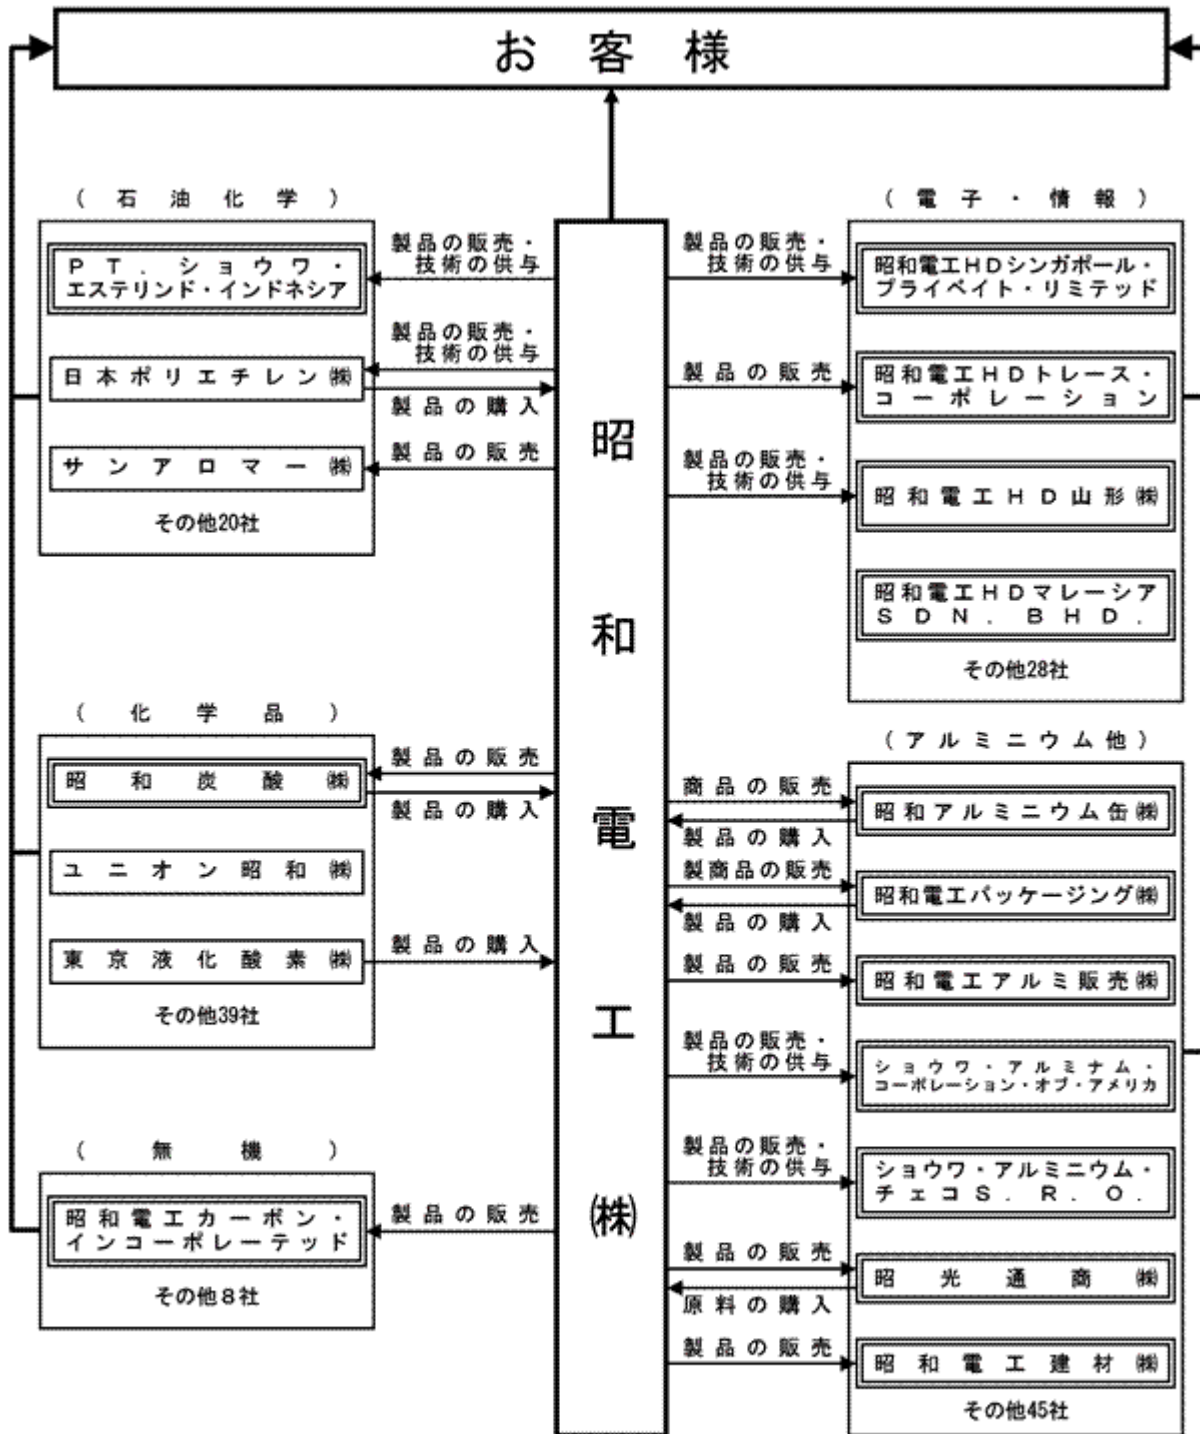 お客様
(石油化学)
PT.ショウワ・
エステリンド・インドネシア
日本ポリエチレン㈱
サンアロマー㈱
その他20社
製品の販売・
技術の供与
製品の販売・
技術の供与
製品の購入
製品の販売
(化学品)
昭和炭酸㈱
ユニオン昭和㈱
東京液化酸素㈱
その他39社
製品の販売
製品の購入
製品の購入
(無機)
昭和電工カーボン・
インコーポレーテッド
その他8社
製品の販売
昭和電工㈱
(電子・情報)
製品の販売・
技術の供与
昭和電工HDシンガポール・
プライベイト・リミテッド
製品の販売
昭和電工HDトレース・
コーポレーション
製品の販売・
技術の供与
昭和電工HD山形㈱
昭和電工HDマレーシア
SDN.BHD.
その他28社
(アルミニウム他)
商品の販売
製品の購入
昭和アルミニウム缶㈱
製商品の販売
製品の購入
昭和電工パッケージング㈱
製品の販売
昭和電工アルミ販売㈱
製品の販売・
技術の供与
ショウワ・アルミナム・
コーポレーション・オブ・アメリカ
製品の販売・
技術の供与
ショウワ・アルミニウム・
チェコS.R.O.
製品の販売
原料の購入
昭光通商㈱
製品の販売
昭和電工建材㈱
その他45社